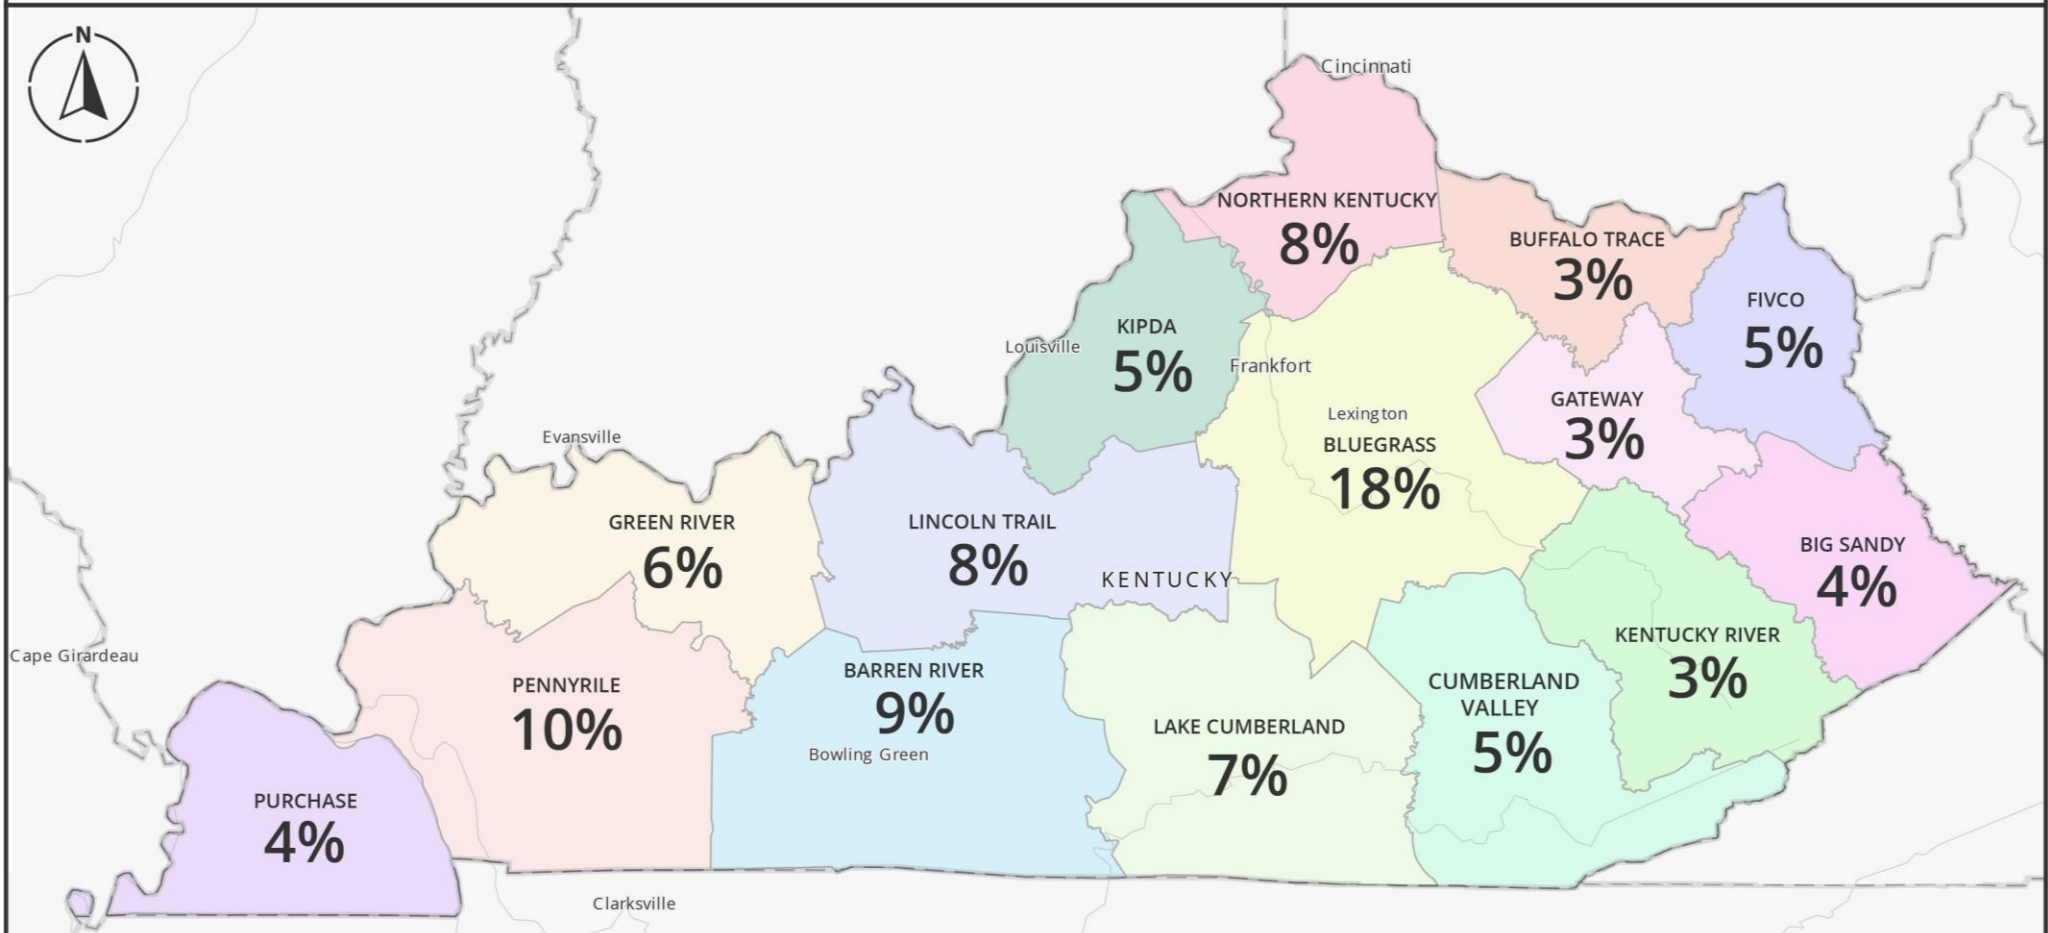 N
Cincinnati
NORTHERN KENTUCKY
8%
BUFFALO TRACE
3%
FIVCO
5%
KIPDA
5%
Louisville
Frankfort
GATEWAY
3%
Lexington
BLUEGRASS
18%
Evansville
GREEN RIVER
6%
LINCOLN TRAIL
8%
KENTUCKY
BIG SANDY
4%
KENTUCKY RIVER
3%
Cape Girardeau
PENNYRILE
10%
BARREN RIVER
9%
Bowling Green
LAKE CUMBERLAND
7%
CUMBERLAND
VALLEY
5%
PURCHASE
4%
Clarksville